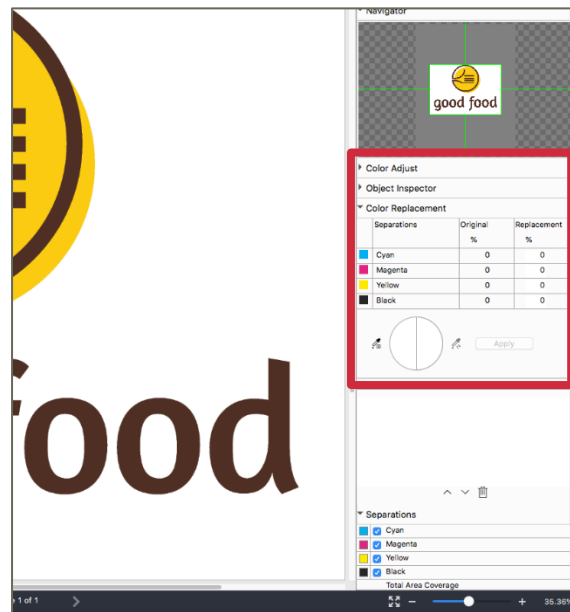 Navigator
good food
Color Adjust
Object Inspector
Color Replacement
Separations Original Replacement
% %
Cyan 0 0
Magenta 0 0
Yellow 0 0
Black 0 0
Apply
food
Separations
Cyan
Magenta
Yellow
Black
Total Area Coverage
1 of 1 35.36%